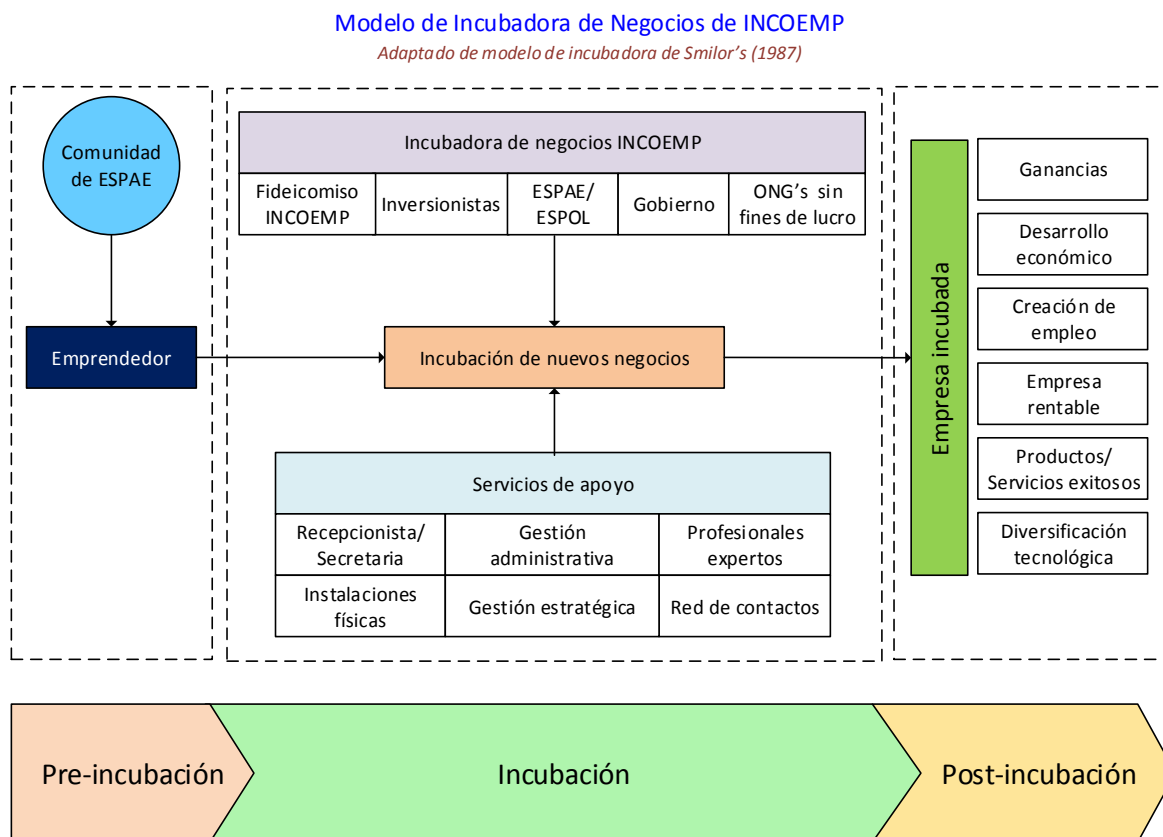 Modelo de Incubadora de Negocios de INCOEMP
Adaptado de modelo de incubadora de Smilor's (1987)
Comunidad
de ESPAE
Emprendedor
Incubadora de negocios INCOEMP
Fideicomiso
INCOEMP
Inversionistas
ESPAE/
ESPOL
Gobierno
ONG's sin
fines de lucro
Incubación de nuevos negocios
Servicios de apoyo
Recepcionista/
Secretaria
Gestión
administrativa
Profesionales
expertos
Instalaciones
físicas
Gestión estratégica
Red de contactos
Empresa incubada
Ganancias
Desarrollo
económico
Creación de
empleo
Empresa
rentable
Productos/
Servicios exitosos
Diversificación
tecnológica
Pre-incubación
Incubación
Post-incubación